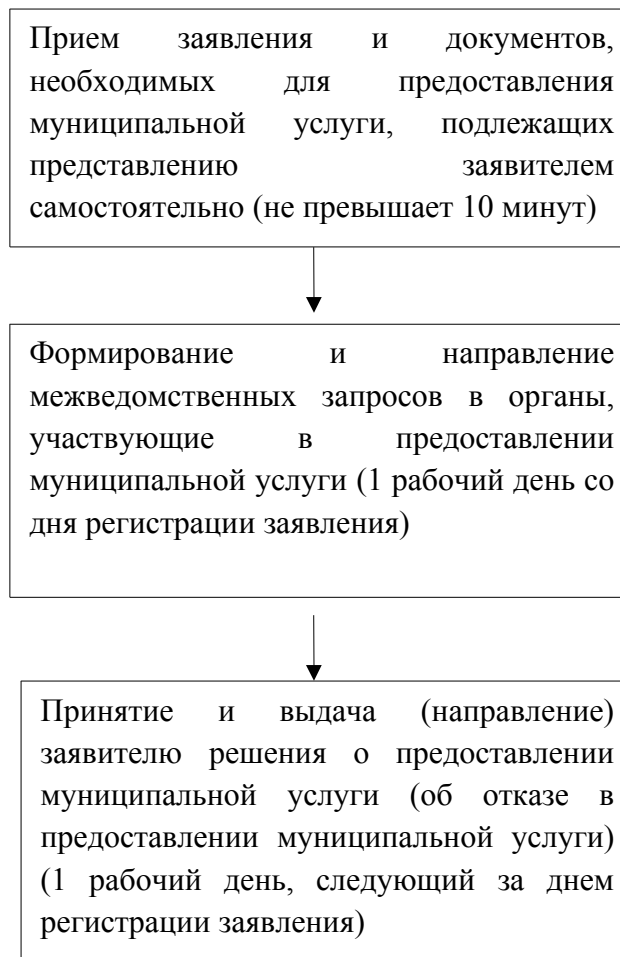 Прием заявления и документов,
необходимых для предоставления
муниципальной услуги, подлежащих
представлению заявителем
самостоятельно (не превышает 10 минут)
Формирование и направление
межведомственных запросов в органы,
участвующие в предоставлении
муниципальной услуги (1 рабочий день со
дня регистрации заявления)
Принятие и выдача (направление)
заявителю решения о предоставлении
муниципальной услуги (об отказе в
предоставлении муниципальной услуги)
(1 рабочий день, следующий за днем
регистрации заявления)